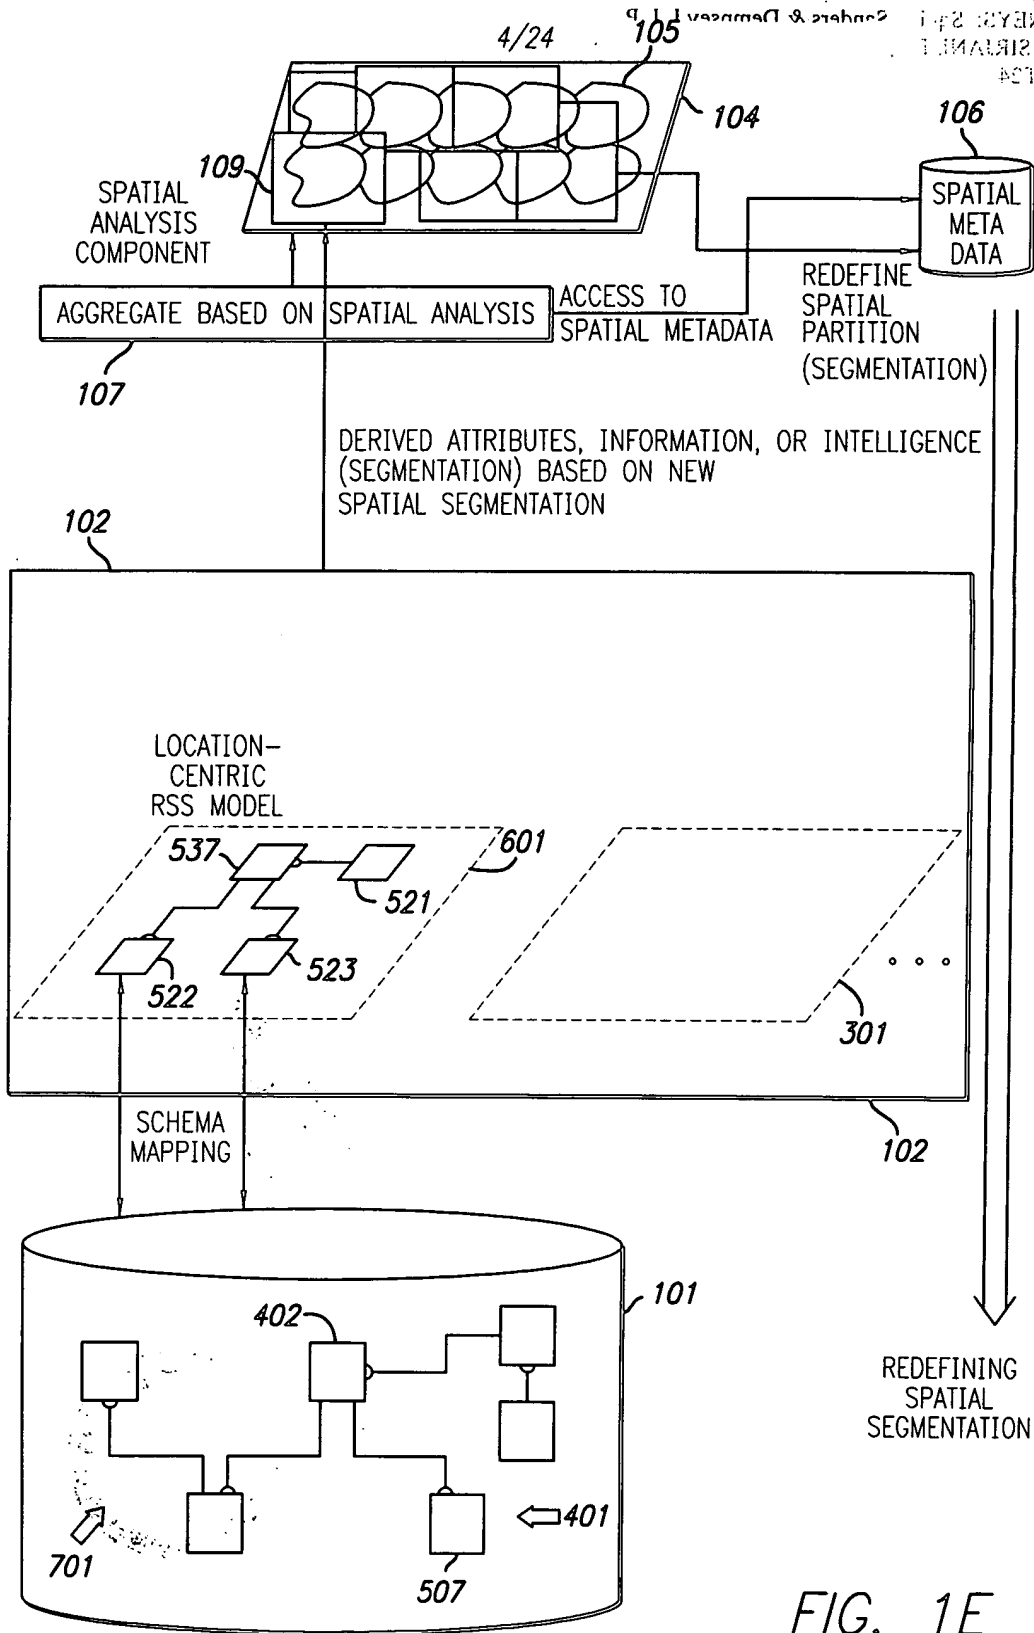 Sanders & Dempsey L.L.P.
4/24
105
104
106
109
SPATIAL
ANALYSIS
COMPONENT
SPATIAL
META
DATA
AGGREGATE BASED ON SPATIAL ANALYSIS
ACCESS TO
SPATIAL METADATA
REDEFINE
SPATIAL
PARTITION
(SEGMENTATION)
107
DERIVED ATTRIBUTES, INFORMATION, OR INTELLIGENCE
(SEGMENTATION) BASED ON NEW
SPATIAL SEGMENTATION
102
LOCATION-
CENTRIC
RSS MODEL
537
601
521
522
523
301
SCHEMA
MAPPING
102
101
402
REDEFINING
SPATIAL
SEGMENTATION
701
401
507
FIG. 1E